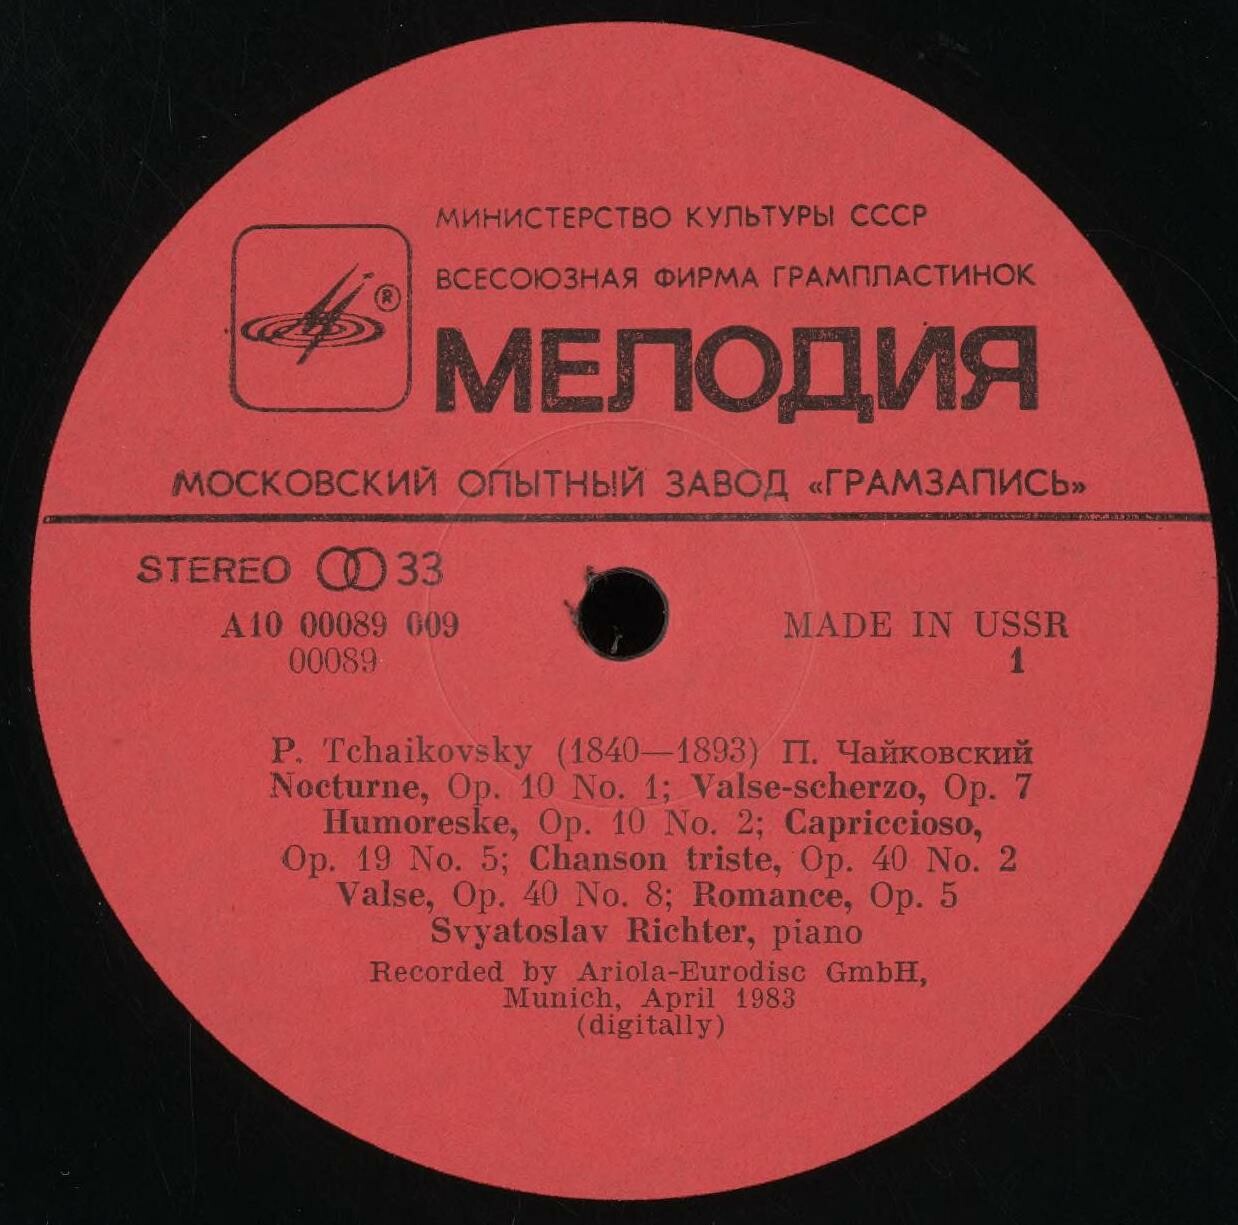 МИНИСТЕРСТВО КУЛЬТУРЫ СССР
ВСЕСОЮЗНАЯ ФИРМА ГРАМПЛАСТИНОК
®
МЕЛОДИЯ
МОСКОВСКИЙ ОПЫТНЫЙ ЗАВОД «ГРАМЗАПИСЬ»
STEREO 33
A10 00089 009
MADE IN USSR
00089
1
P. Tchaikovsky (1840—1893) П. Чайковский
Nocturne, Op. 10 No. 1; Valse-scherzo, Op. 7
Humoreske, Op. 10 No. 2; Capriccioso,
Op. 19 No. 5; Chanson triste, Op. 40 No. 2
Valse, Op. 40 No. 8; Romance, Op. 5
Svyatoslav Richter, piano
Recorded by Ariola-Eurodisc GmbH,
Munich, April 1983
(digitally)